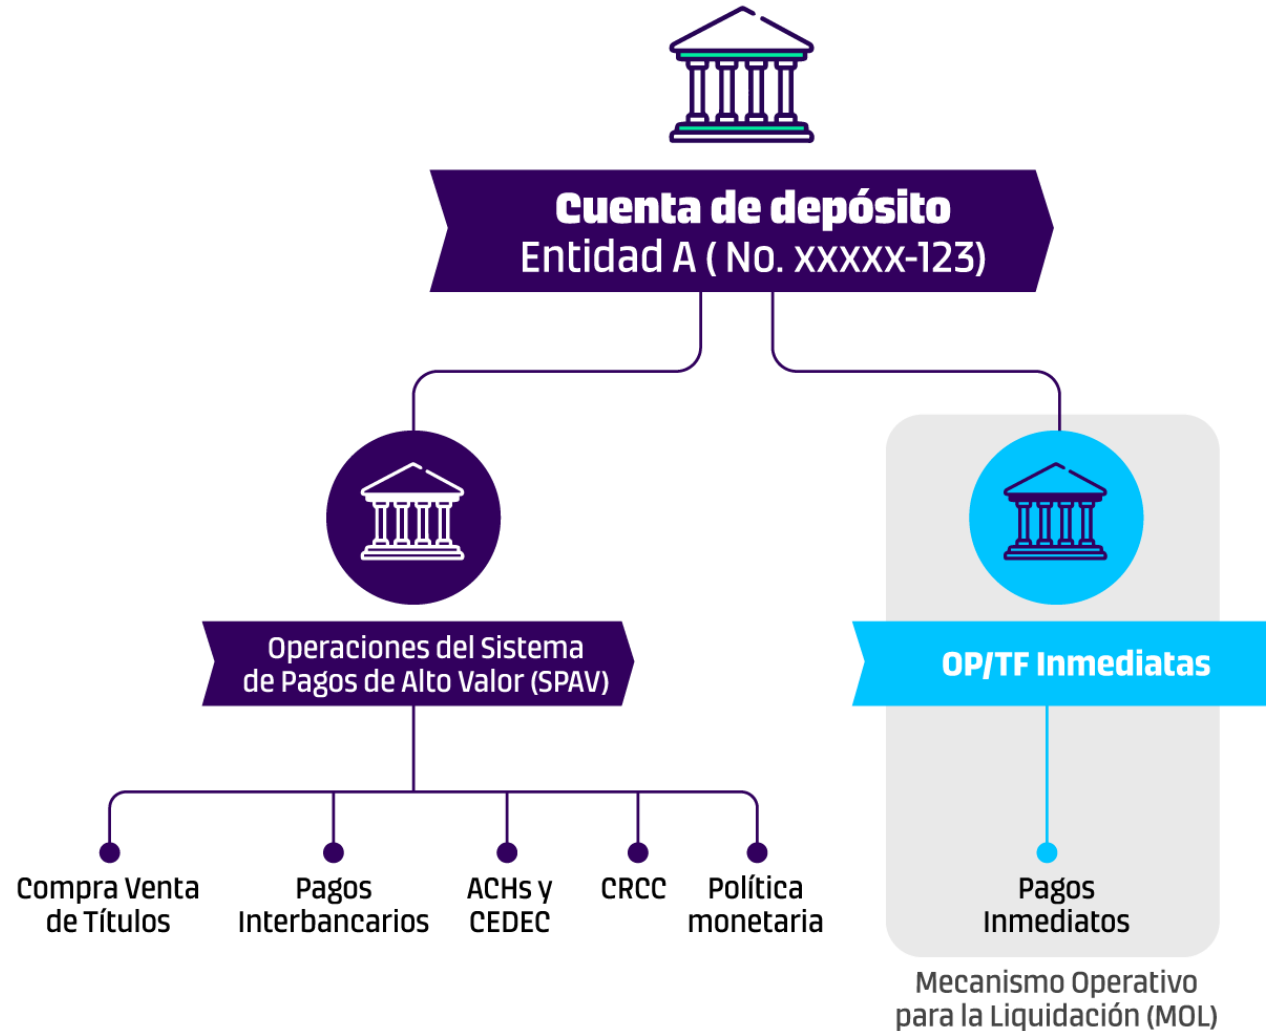 Cuenta de depósito
Entidad A ( No. xxxxx-123)
Operaciones del Sistema
de Pagos de Alto Valor (SPAV)
OP/TF Inmediatas
Compra Venta
de Títulos
Pagos
Interbancarios
ACHs y
CEDEC
CRCC
Política
monetaria
Pagos
Inmediatos
Mecanismo Operativo
para la Liquidación (MOL)